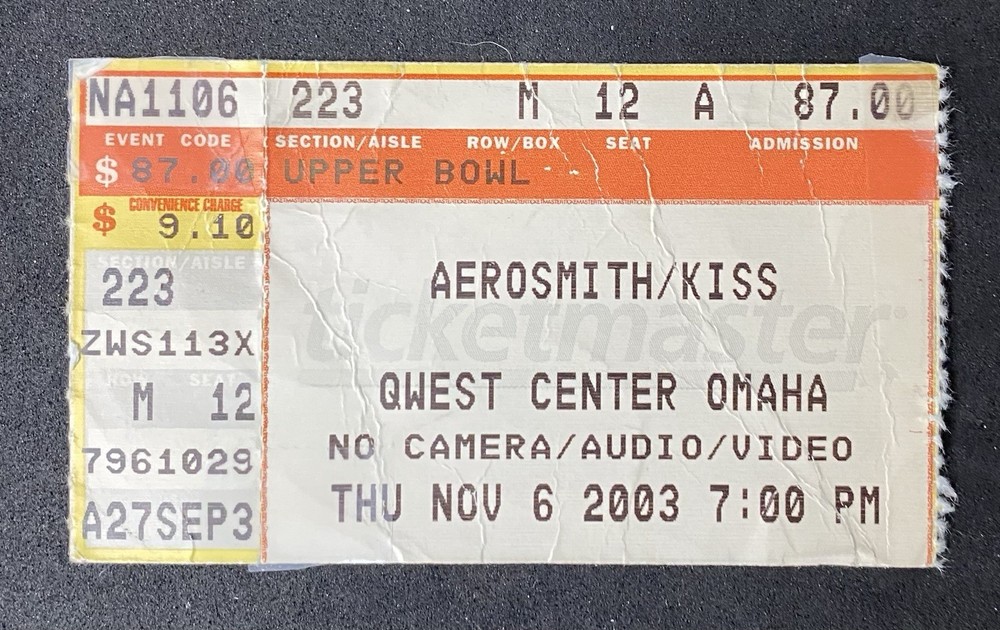 NA1106 223 M 12 A 87.00
EVENT CODE SECTION/AISLE ROW/BOX SEAT ADMISSION
$ 87.00 UPPER BOWL
$ CONVENIENCE CHARGE 9.10
SECTION/AISLE
223
ZWS113X
ROW SEAT
M 12
7961029
A27SEP3
AEROSMITH/KISS
ticketmaster
QWEST CENTER OMAHA
NO CAMERA/AUDIO/VIDEO
THU NOV 6 2003 7:00 PM